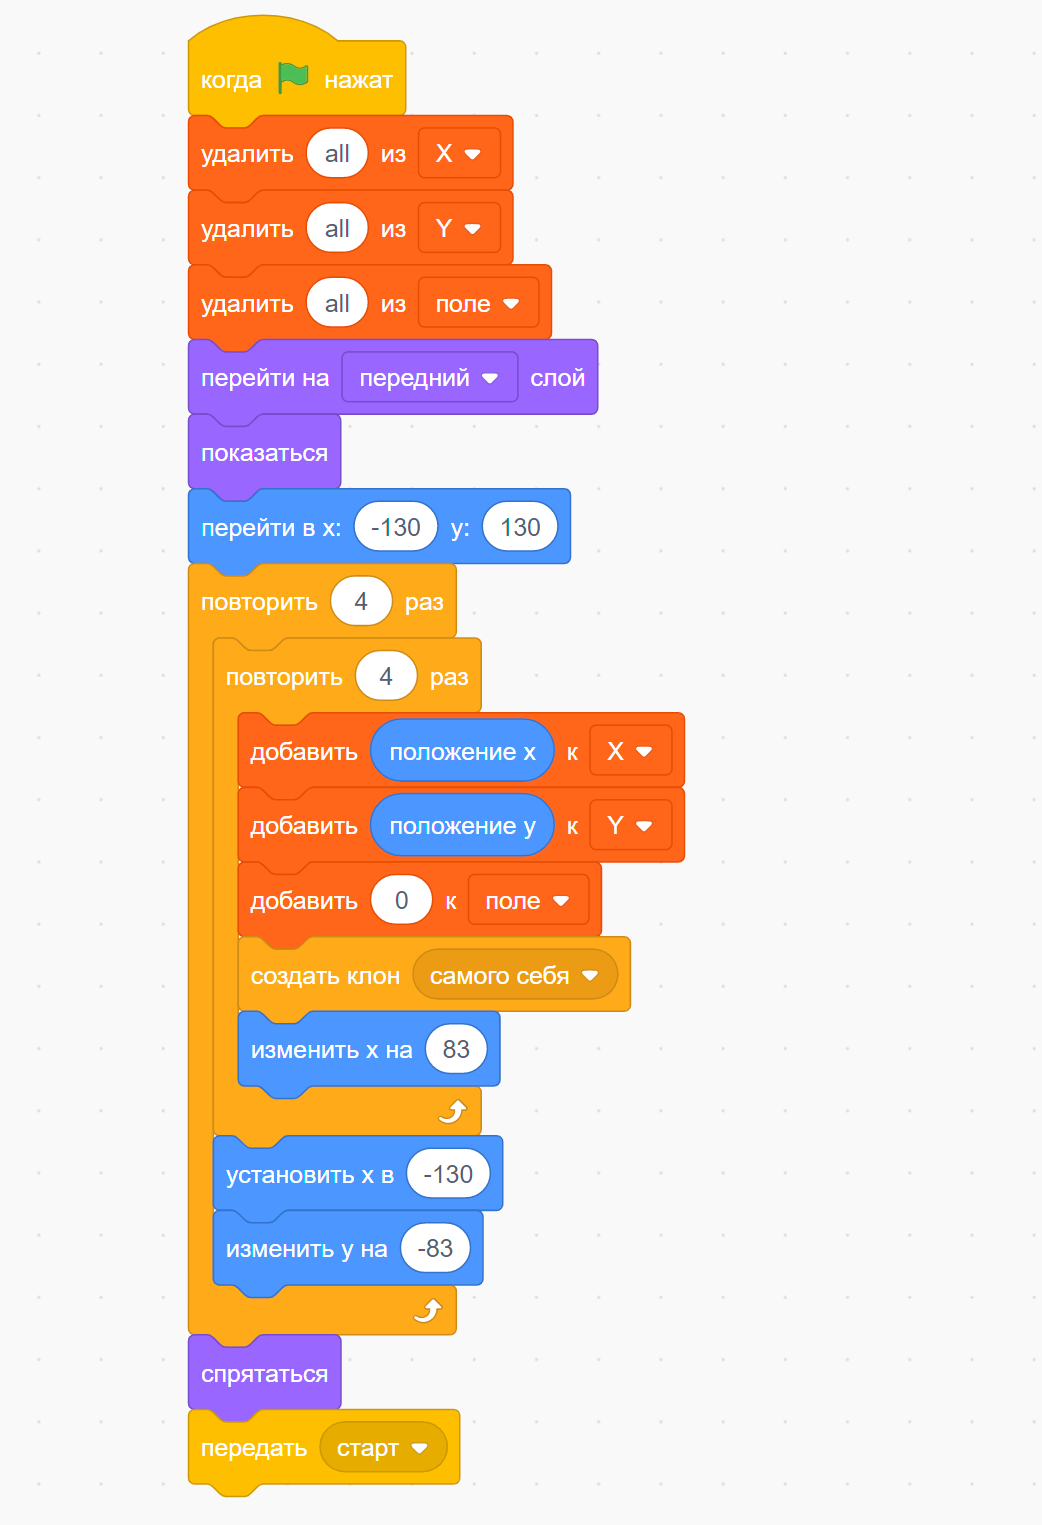 когда нажат
удалить all из X
удалить all из Y
удалить all из поле
перейти на передний слой
показаться
перейти в x: -130 y: 130
повторить 4 раз
повторить 4 раз
добавить положение x к X
добавить положение y к Y
добавить 0 к поле
создать клон самого себя
изменить x на 83
установить x в -130
изменить y на -83
спрятаться
передать старт